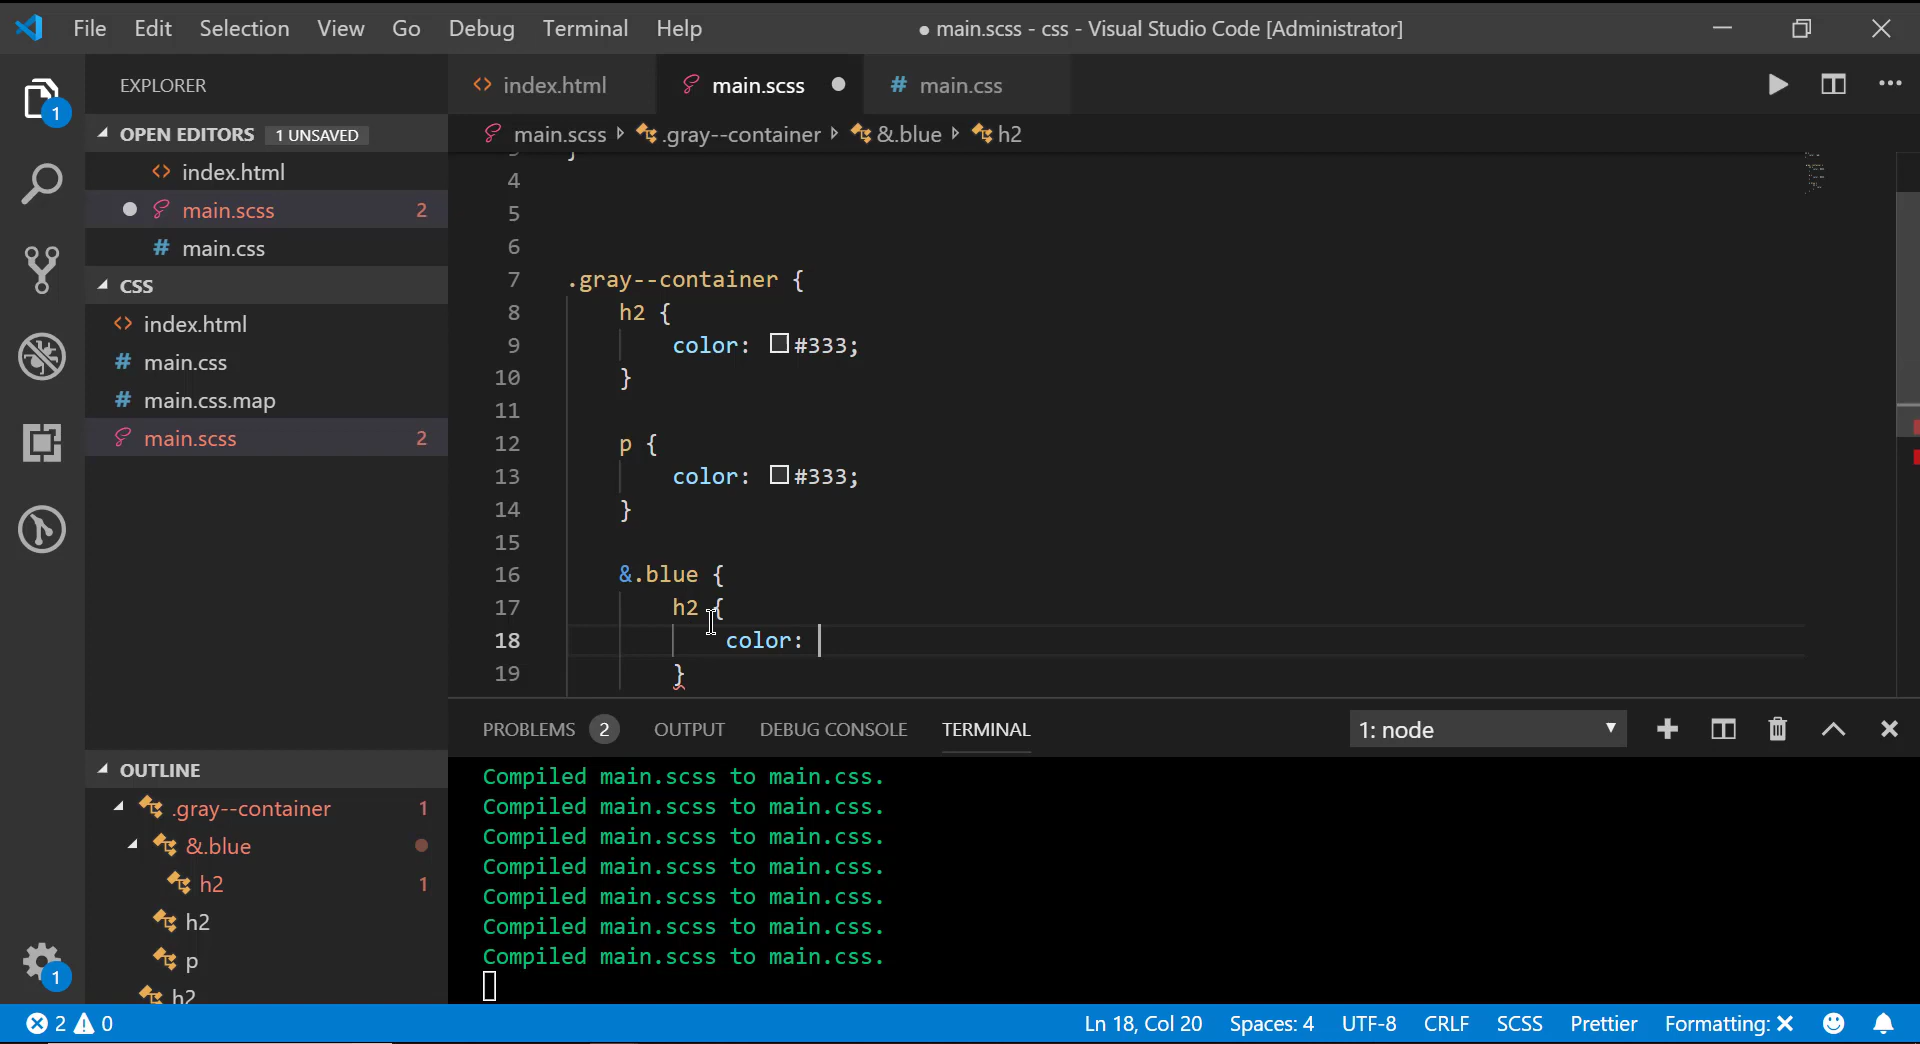 File Edit Selection View Go Debug Terminal Help ● main.scss - css - Visual Studio Code [Administrator]
EXPLORER
1
OPEN EDITORS 1 UNSAVED
index.html
main.scss 2
# main.css
CSS
index.html
# main.css
# main.css.map
main.scss 2
OUTLINE
.gray--container 1
&.blue
h2 1
h2
p
h2
1
index.html main.scss # main.css
main.scss .gray--container &.blue h2
3 }
4
5
6
7 .gray--container {
8 h2 {
9 color: #333;
10 }
11
12 p {
13 color: #333;
14 }
15
16 &.blue {
17 h2 {
18 color:
19 }
PROBLEMS 2 OUTPUT DEBUG CONSOLE TERMINAL 1: node
Compiled main.scss to main.css.
Compiled main.scss to main.css.
Compiled main.scss to main.css.
Compiled main.scss to main.css.
Compiled main.scss to main.css.
Compiled main.scss to main.css.
Compiled main.scss to main.css.
2 0 Ln 18, Col 20 Spaces: 4 UTF-8 CRLF SCSS Prettier Formatting: ×